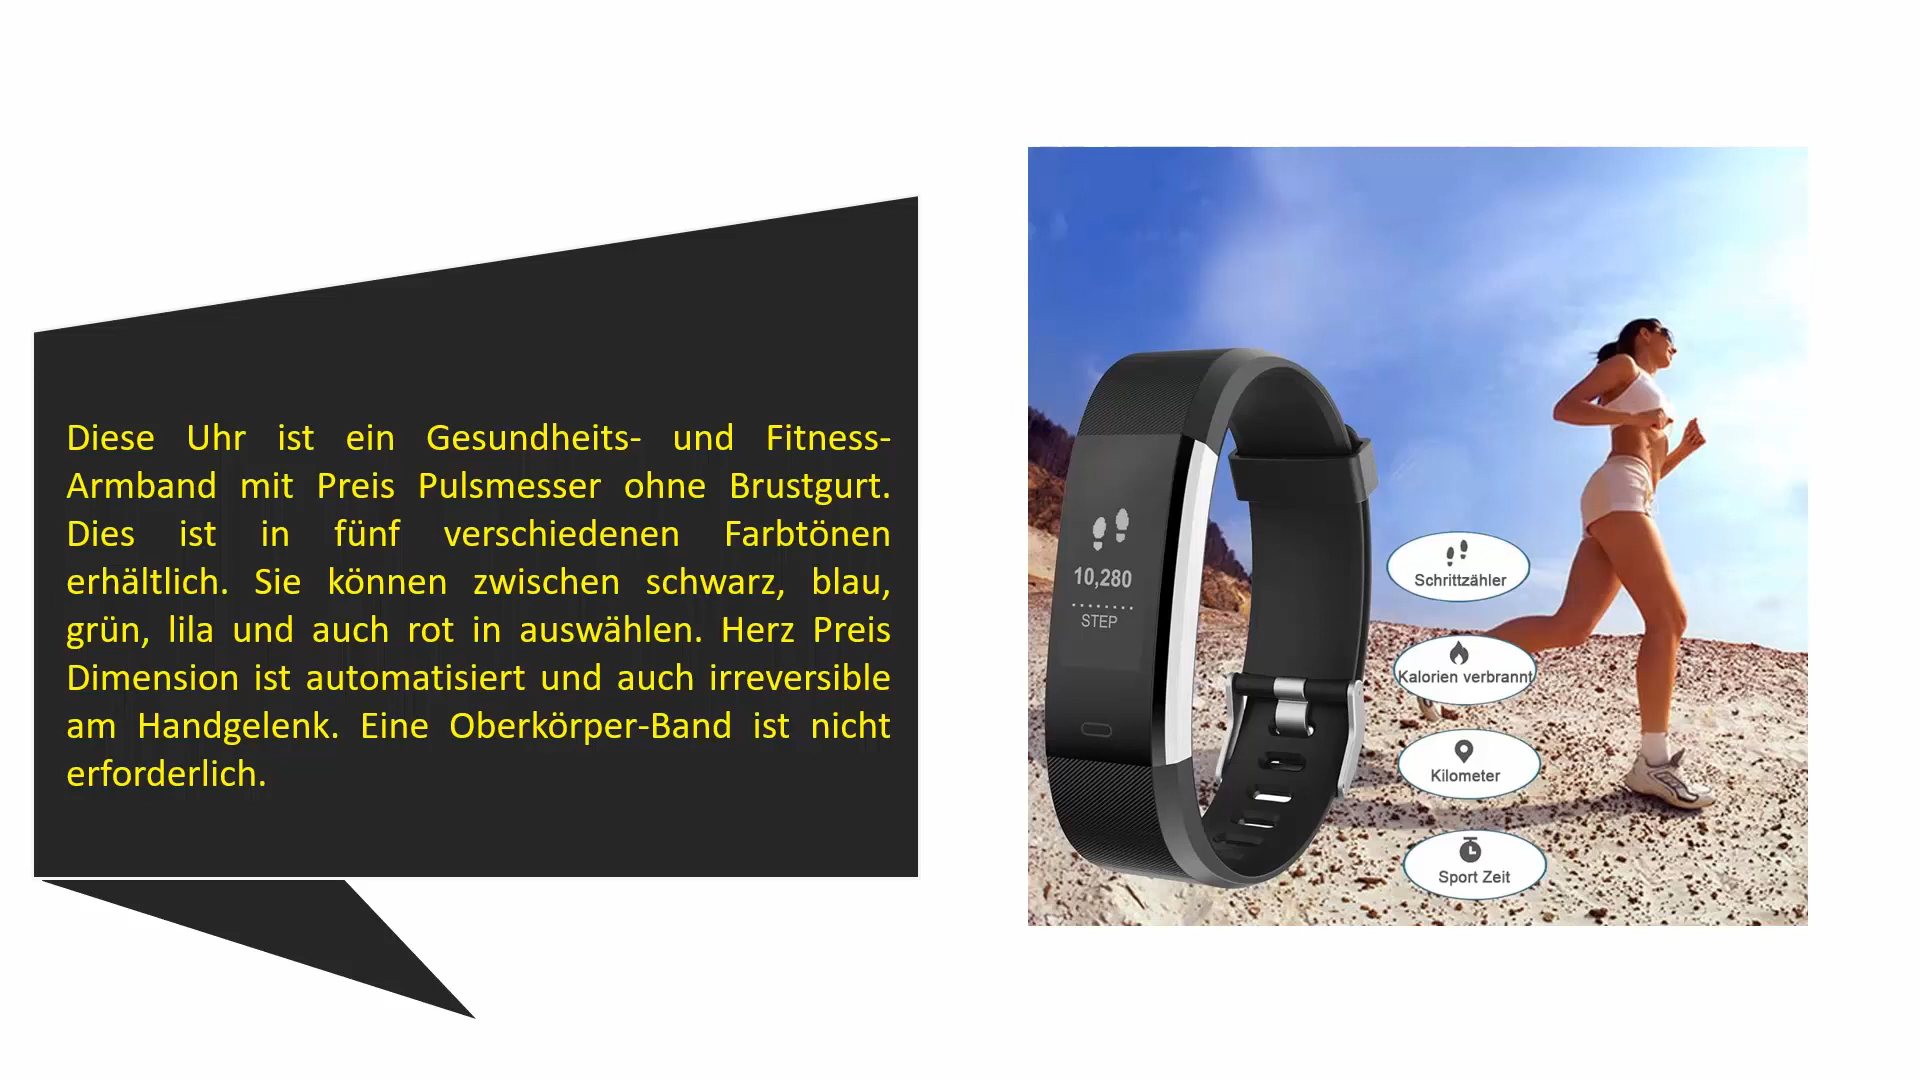 Diese Uhr ist ein Gesundheits- und Fitness-
Armband mit Preis Pulsmesser ohne Brustgurt.
Dies ist in fünf verschiedenen Farbtönen
erhältlich. Sie können zwischen schwarz, blau,
grün, lila und auch rot in auswählen. Herz Preis
Dimension ist automatisiert und auch irreversible
am Handgelenk. Eine Oberkörper-Band ist nicht
erforderlich.
10,280
STEP
Schrittzähler
Kalorien verbrannt
Kilometer
Sport Zeit